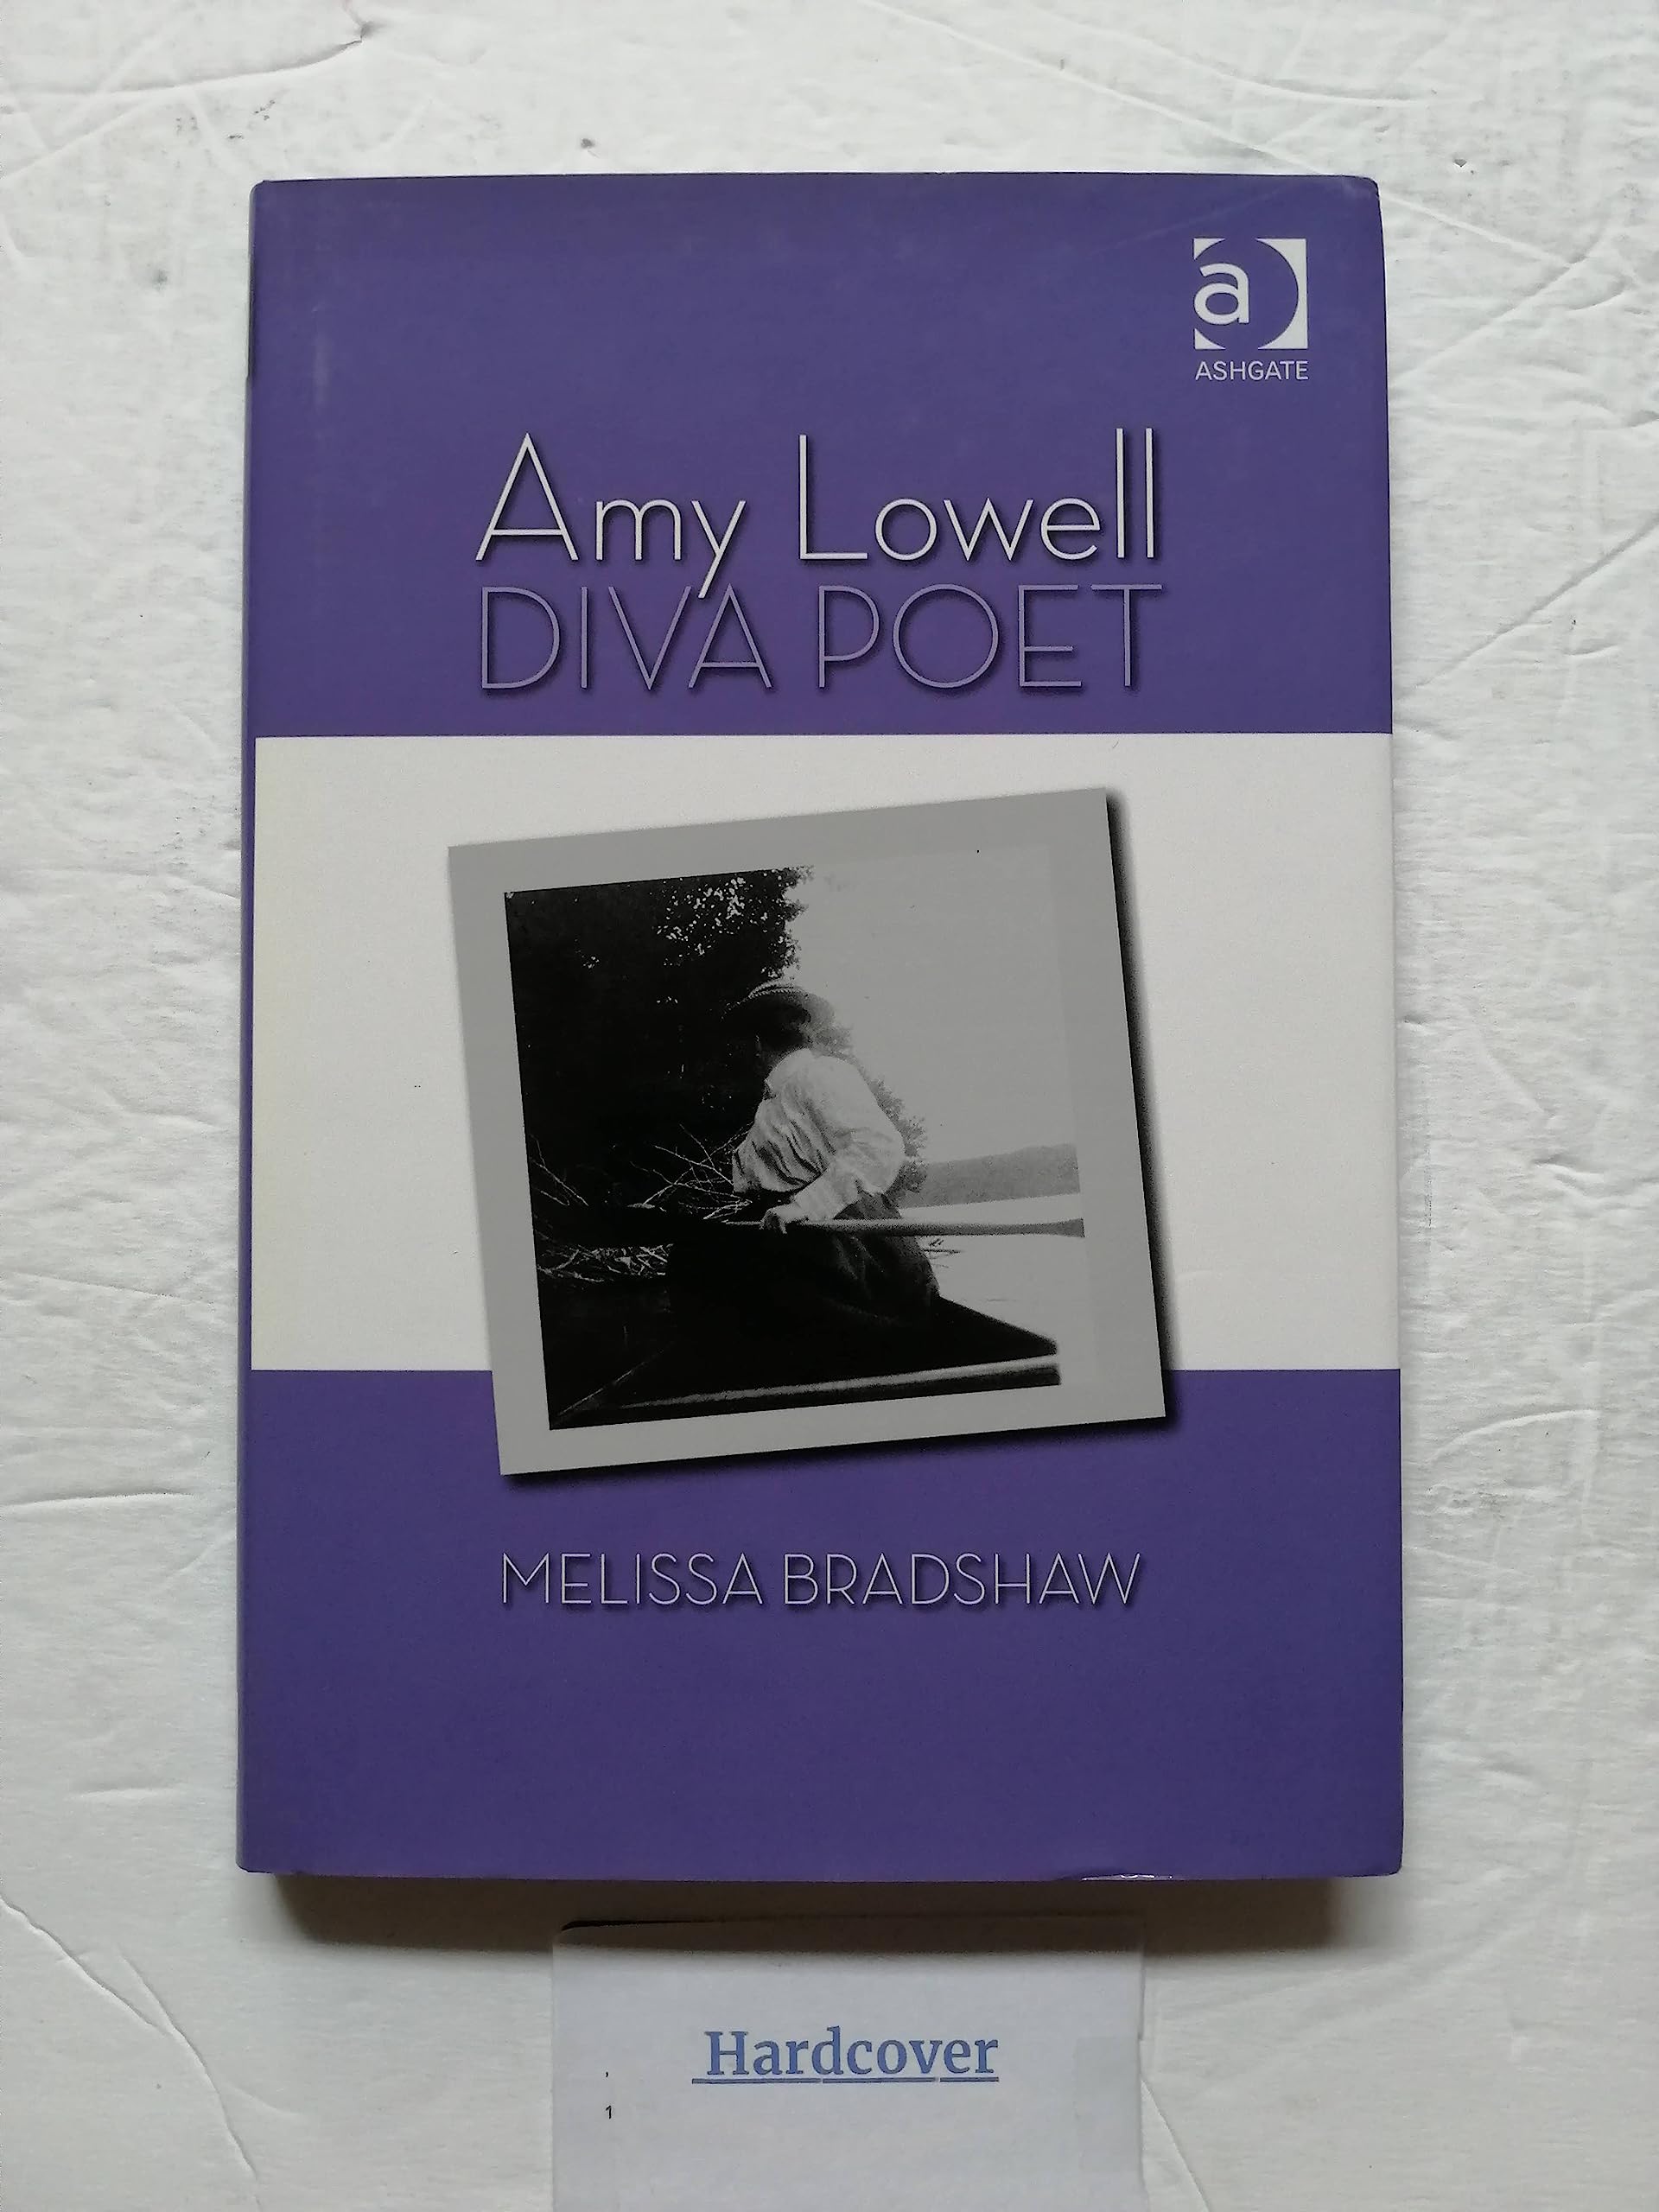 a
ASHGATE
Amy Lowell
DIVA POET
MELISSA BRADSHAW
Hardcover
,
1